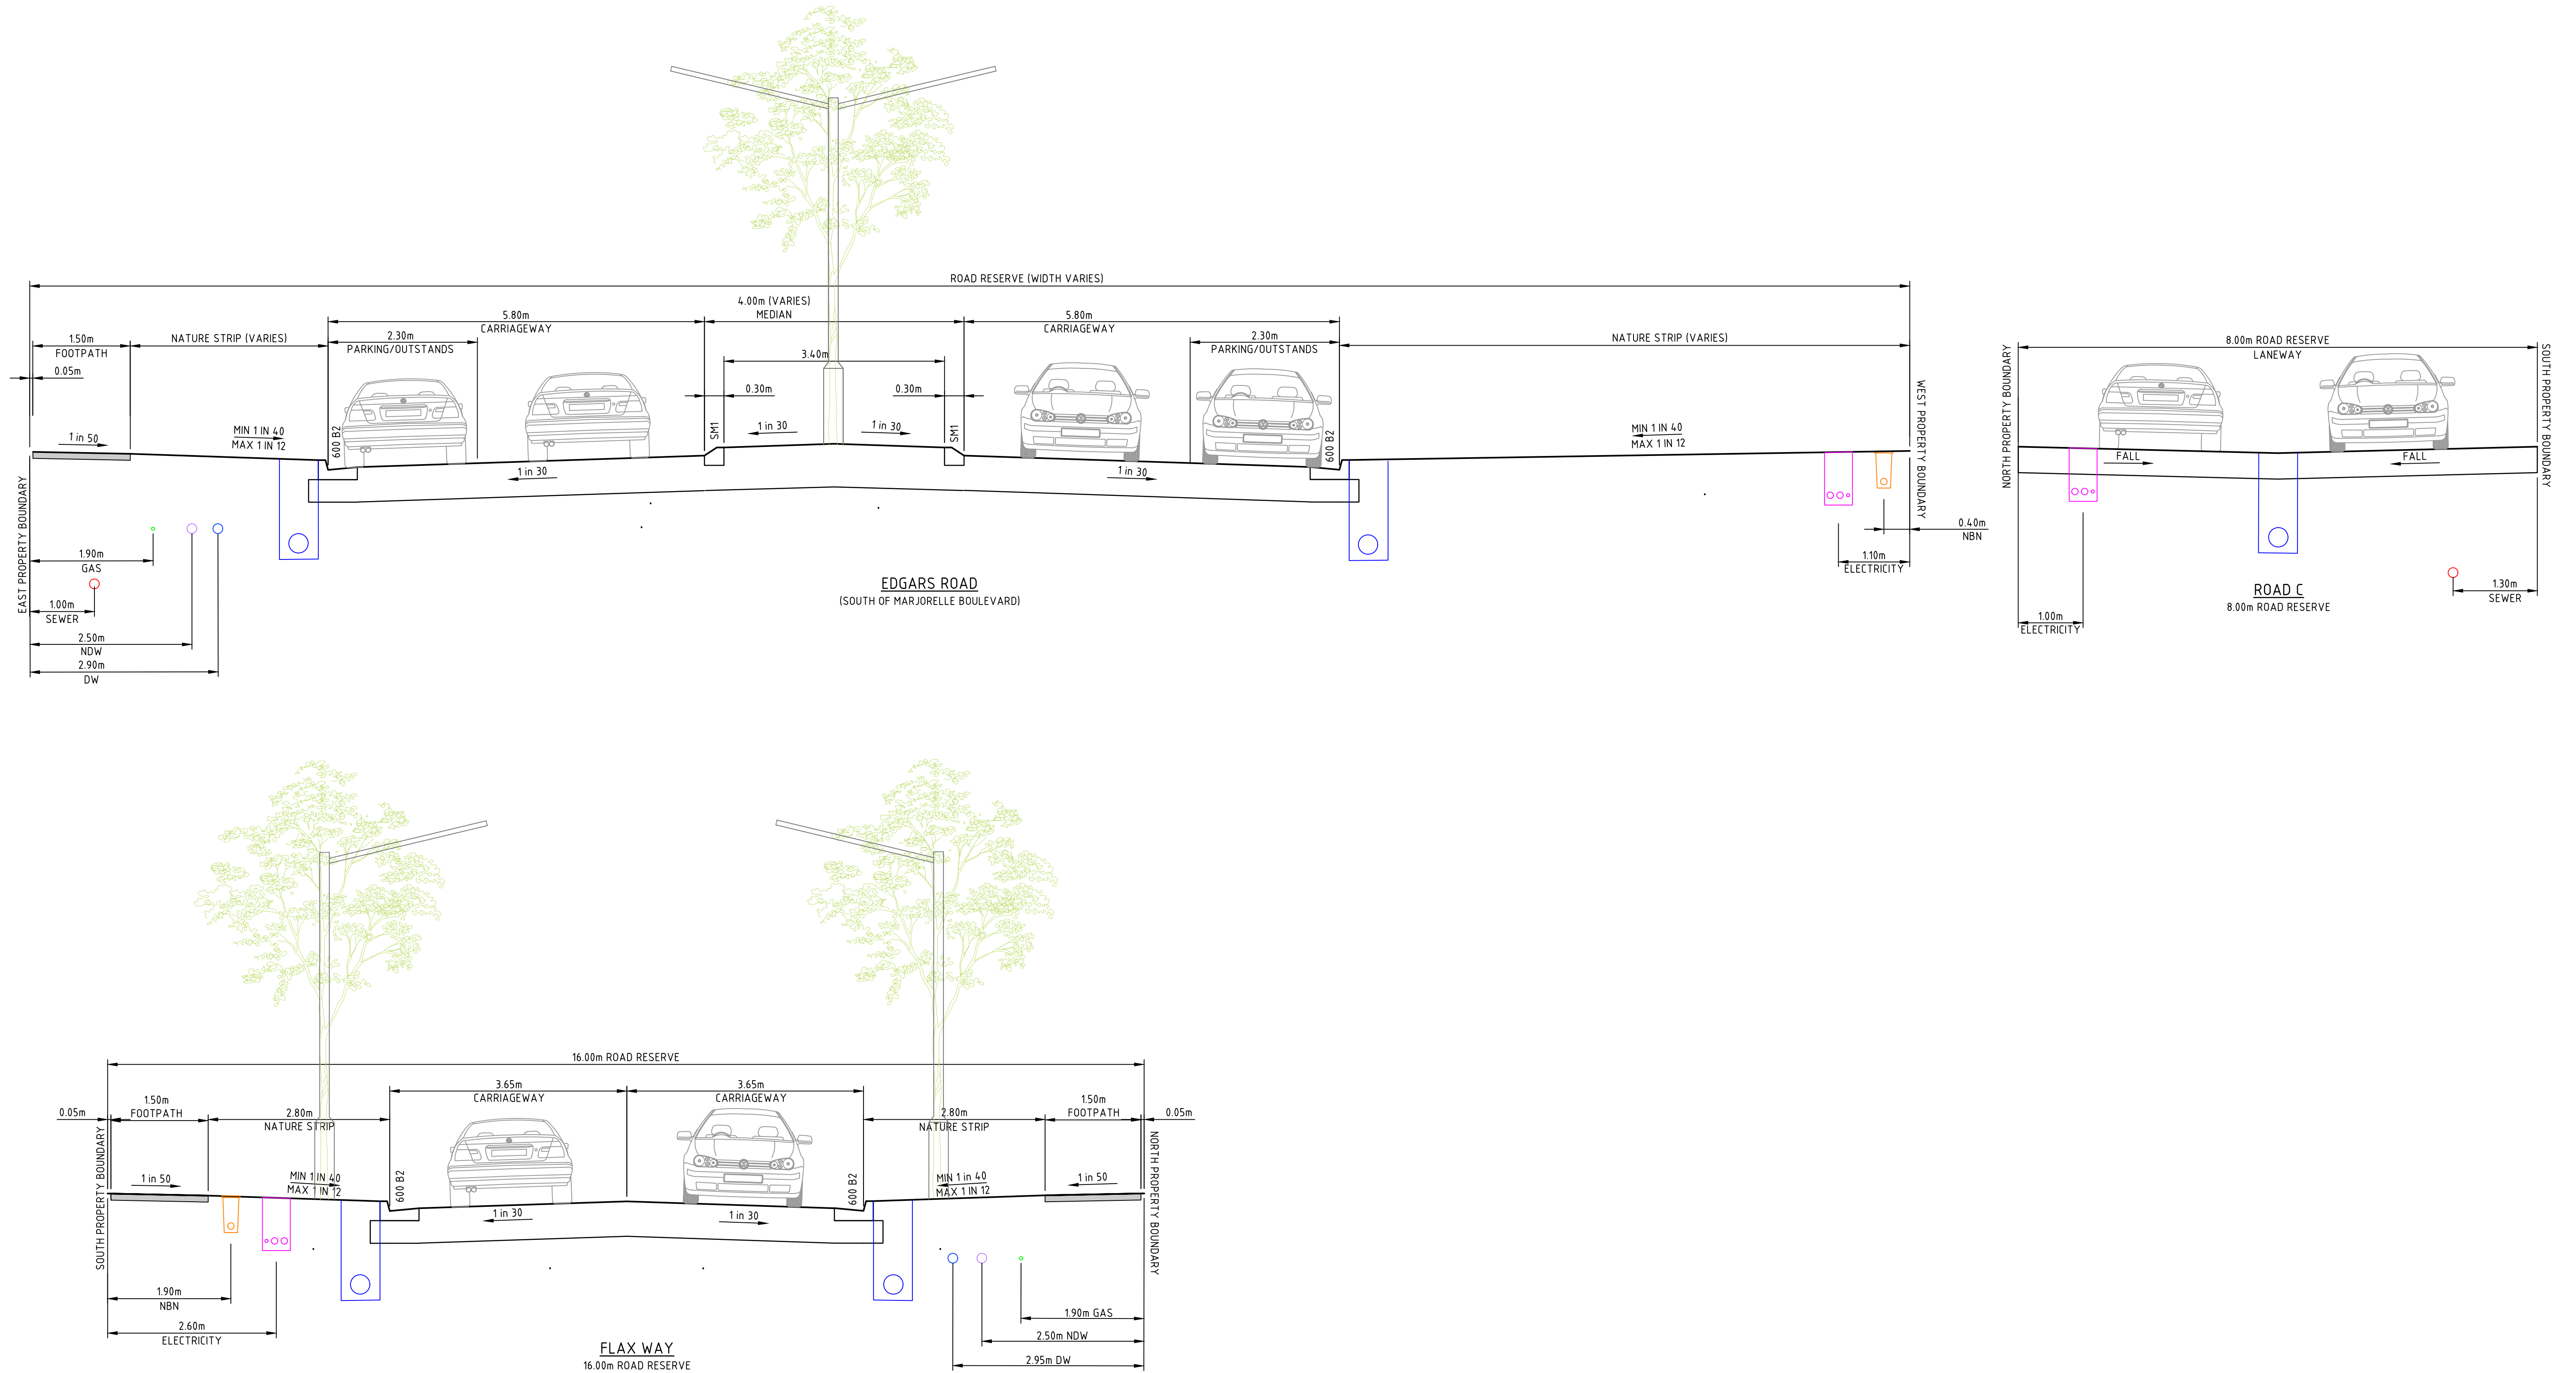 ROAD RESERVE (WIDTH VARIES)
4.00m (VARIES)
MEDIAN
5.80m
CARRIAGEWAY
5.80m
CARRIAGEWAY
1.50m
FOOTPATH
NATURE STRIP (VARIES)
2.30m
PARKING/OUTSTANDS
2.30m
PARKING/OUTSTANDS
NATURE STRIP (VARIES)
3.40m
0.05m
0.30m
0.30m
1 in 50
MIN 1 IN 40
MAX 1 IN 12
600 B2
SM1
1 in 30
1 in 30
SM1
600 B2
MIN 1 IN 40
MAX 1 IN 12
1 in 30
1 in 30
EAST PROPERTY BOUNDARY
WEST PROPERTY BOUNDARY
1.90m
GAS
1.00m
SEWER
2.50m
NDW
2.90m
DW
0.40m
NBN
1.10m
ELECTRICITY
EDGARS ROAD
(SOUTH OF MARJORELLE BOULEVARD)
NORTH PROPERTY BOUNDARY
8.00m ROAD RESERVE
LANEWAY
SOUTH PROPERTY BOUNDARY
FALL
FALL
1.30m
SEWER
1.00m
ELECTRICITY
ROAD C
8.00m ROAD RESERVE
16.00m ROAD RESERVE
3.65m
CARRIAGEWAY
3.65m
CARRIAGEWAY
0.05m
1.50m
FOOTPATH
2.80m
NATURE STRIP
2.80m
NATURE STRIP
1.50m
FOOTPATH
0.05m
SOUTH PROPERTY BOUNDARY
1 in 50
MIN 1 IN 40
MAX 1 IN 12
600 B2
600 B2
MIN 1 in 40
MAX 1 IN 12
1 in 50
NORTH PROPERTY BOUNDARY
1 in 30
1 in 30
1.90m
NBN
2.60m
ELECTRICITY
1.90m GAS
2.50m NDW
2.95m DW
FLAX WAY
16.00m ROAD RESERVE